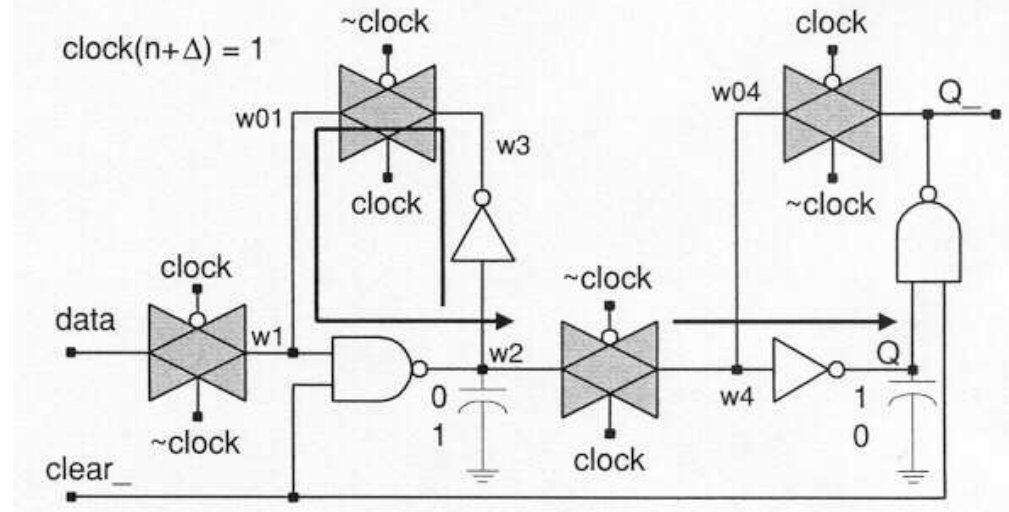 clock(n+Δ) = 1
~clock
clock
w01
w04
Q_
w3
clock
~clock
clock
~clock
data
w1
w2
Q
w4
0
1
1
0
~clock
clock
clear_